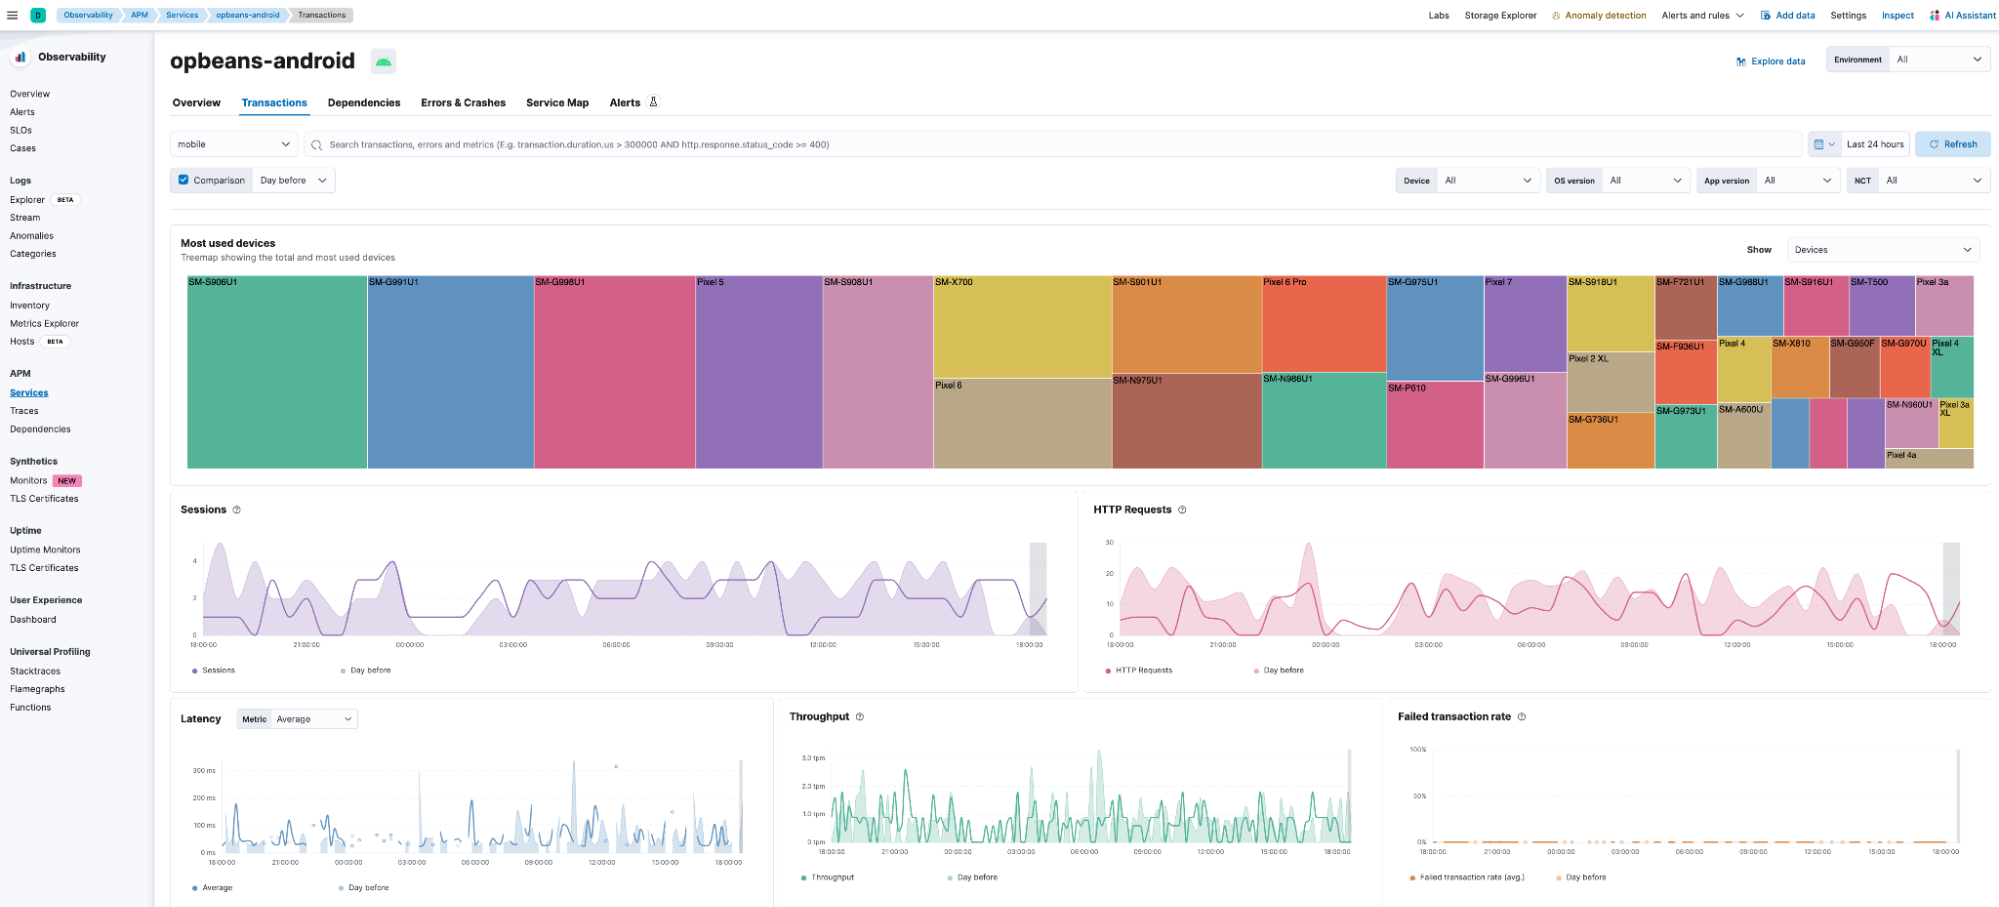 D Observability APM Services opbeans-android Transactions
Labs Storage Explorer Anomaly detection Alerts and rules Add data Settings Inspect AI Assistant
Observability
Overview
Alerts
SLOs
Cases
Logs
Explorer BETA
Stream
Anomalies
Categories
Infrastructure
Inventory
Metrics Explorer
Hosts BETA
APM
Services
Traces
Dependencies
Synthetics
Monitors NEW
TLS Certificates
Uptime
Uptime Monitors
TLS Certificates
User Experience
Dashboard
Universal Profiling
Stacktraces
Flamegraphs
Functions
opbeans-android
Explore data Environment All
Overview Transactions Dependencies Errors & Crashes Service Map Alerts
mobile Search transactions, errors and metrics (E.g. transaction.duration.us > 300000 AND http.response.status_code >= 400) Last 24 hours Refresh
Comparison Day before Device All OS version All App version All NCT All
Most used devices
Treemap showing the total and most used devices
Show Devices
SM-S906U1 SM-G991U1 SM-G998U1 Pixel 5 SM-S908U1 SM-X700 SM-S901U1 Pixel 6 Pro SM-G975U1 Pixel 7 SM-S918U1 SM-F721U1 SM-G988U1 SM-S916U1 SM-T500 Pixel 3a
SM-F936U1 Pixel 4 SM-X810 SM-G950F SM-G970U Pixel 4
XL
Pixel 2 XL
Pixel 6 SM-N975U1 SM-N986U1 SM-P610 SM-G996U1
SM-G736U1 SM-G973U1 SM-A600U SM-N960U1 Pixel 3a
XL
Pixel 4a
Sessions
4
2
0
18:00:00 21:00:00 00:00:00 03:00:00 06:00:00 09:00:00 12:00:00 15:00:00 18:00:00
Sessions Day before
HTTP Requests
30
20
10
0
18:00:00 21:00:00 00:00:00 03:00:00 06:00:00 09:00:00 12:00:00 15:00:00 18:00:00
HTTP Requests Day before
Latency Metric Average
300 ms
200 ms
100 ms
0 ms
18:00:00 21:00:00 00:00:00 03:00:00 06:00:00 09:00:00 12:00:00 15:00:00 18:00:00
Average Day before
Throughput
3.0 tpm
2.0 tpm
1.0 tpm
0 tpm
18:00:00 21:00:00 00:00:00 03:00:00 06:00:00 09:00:00 12:00:00 15:00:00 18:00:00
Throughput Day before
Failed transaction rate
100%
50%
0%
18:00:00 21:00:00 00:00:00 03:00:00 06:00:00 09:00:00 12:00:00 15:00:00 18:00:00
Failed transaction rate (avg.) Day before